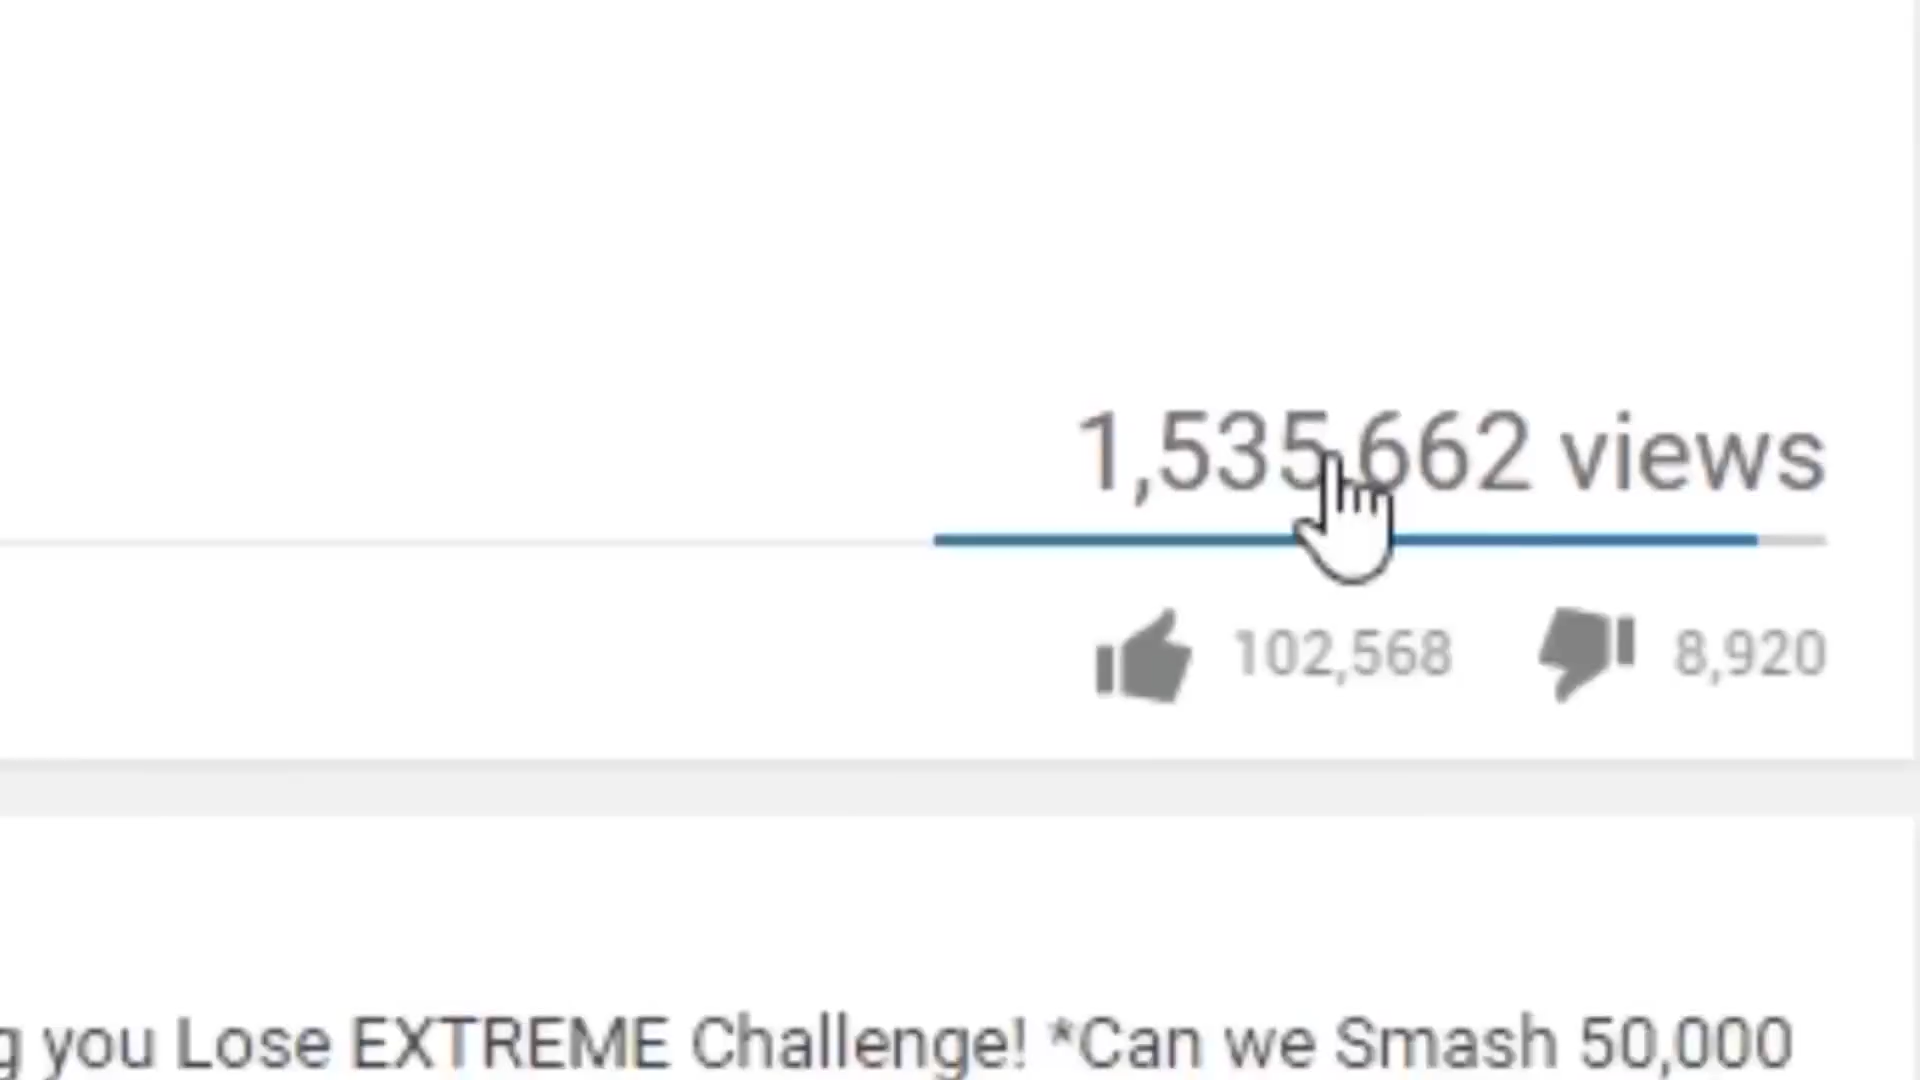 1,535,662 views
102,568 8,920
g you Lose EXTREME Challenge! *Can we Smash 50,000